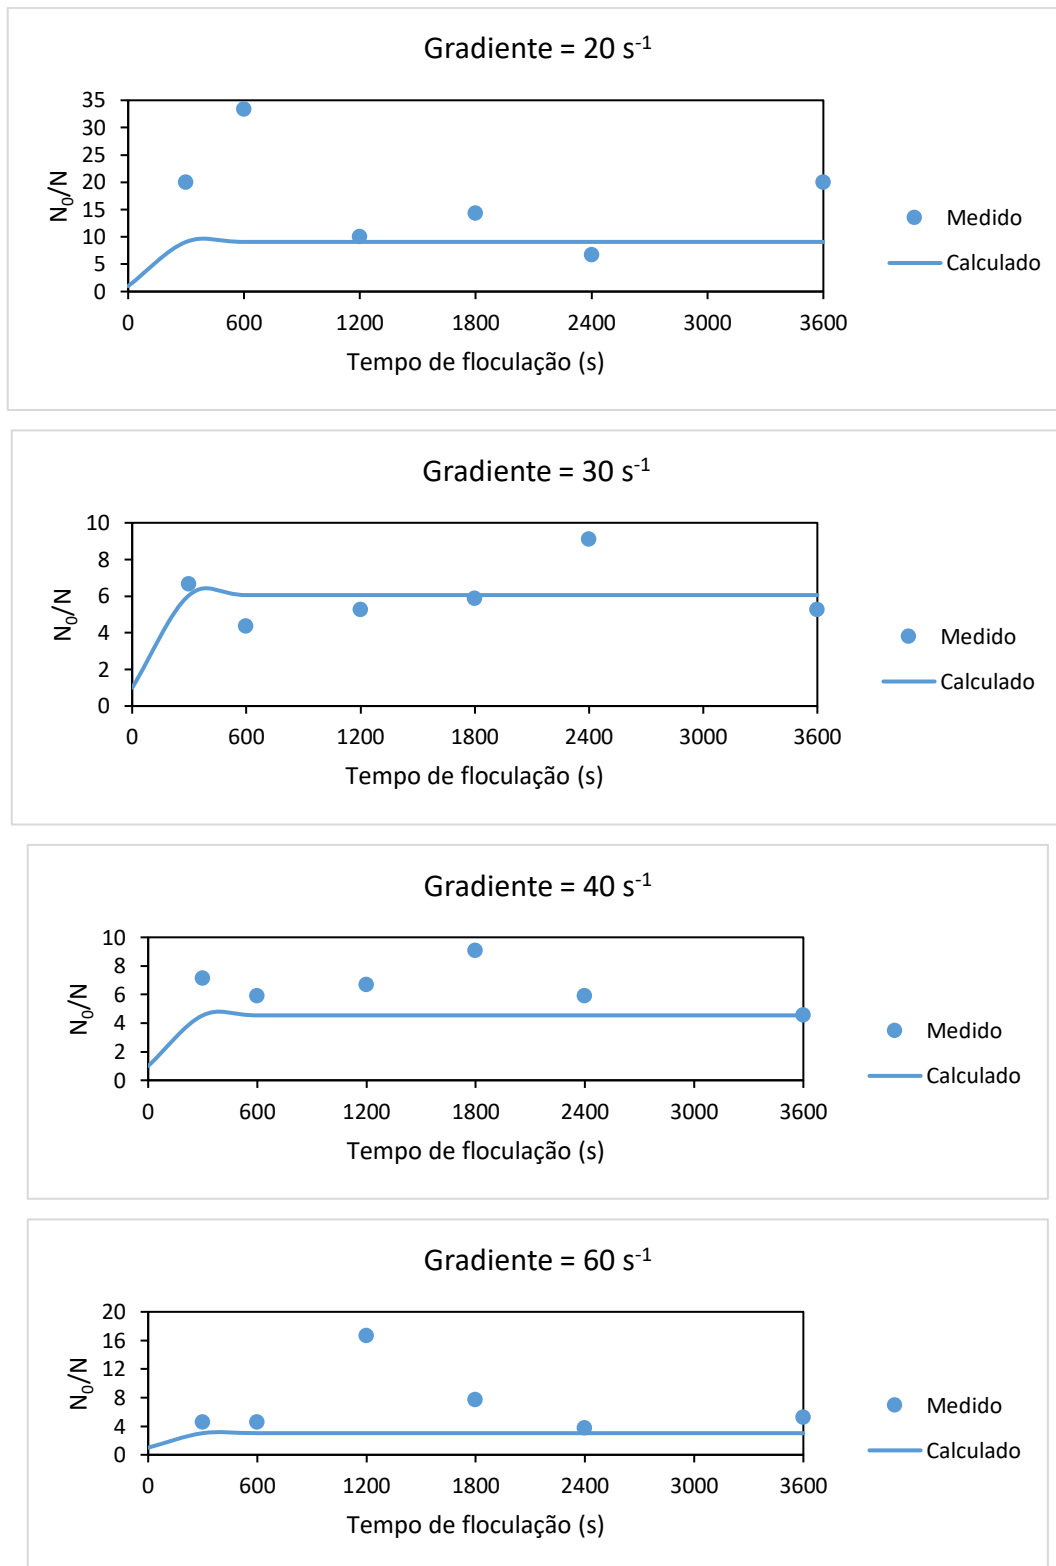 Gradiente = 20 s-1
35
30
25
20
15
10
5
0
N0/N
0 600 1200 1800 2400 3000 3600
Tempo de floculação (s)
Medido
Calculado
Gradiente = 30 s-1
10
8
6
4
2
0
N0/N
0 600 1200 1800 2400 3000 3600
Tempo de floculação (s)
Medido
Calculado
Gradiente = 40 s-1
10
8
6
4
2
0
N0/N
0 600 1200 1800 2400 3000 3600
Tempo de floculação (s)
Medido
Calculado
Gradiente = 60 s-1
20
16
12
8
4
0
N0/N
0 600 1200 1800 2400 3000 3600
Tempo de floculação (s)
Medido
Calculado